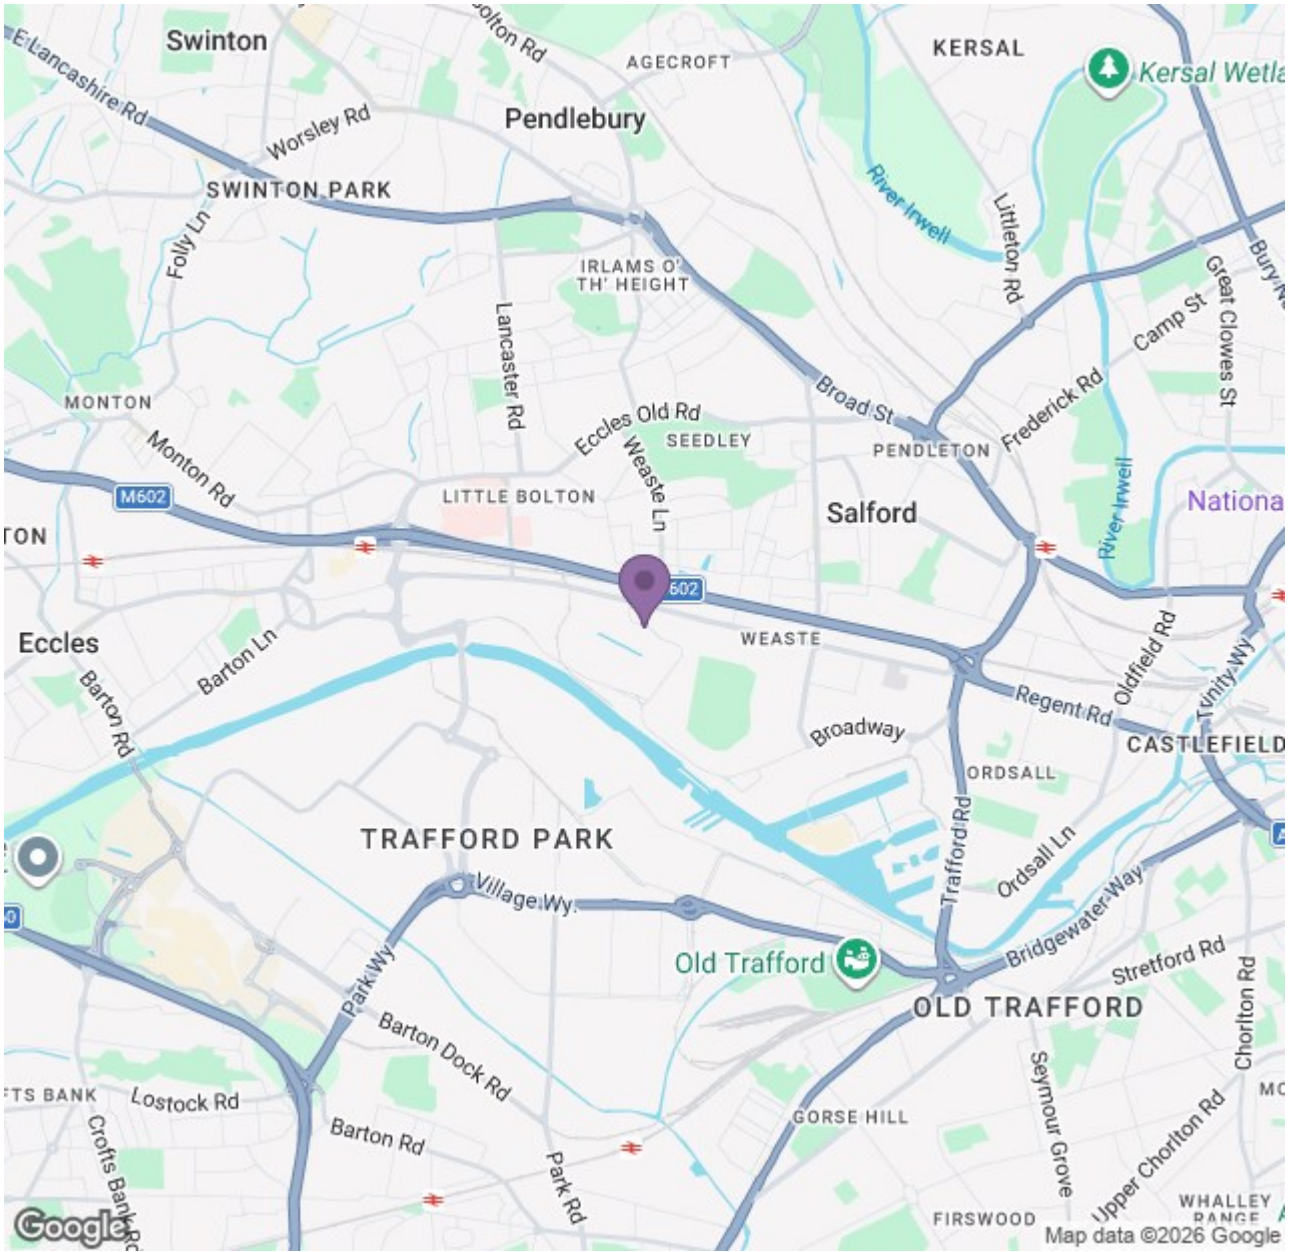 Swinton
Bolton Rd
AGECROFT
KERSAL
Kersal Wetla
E Lancashire Rd
Pendlebury
Worsley Rd
SWINTON PARK
River Irwell
Littleton Rd
Folly Ln
IRLAMS O'
TH' HEIGHT
Great Clowes St
Bury Ne
Camp St
Lancaster Rd
MONTON
Broad St
Frederick Rd
Eccles Old Rd
SEEDLEY
PENDLETON
Monton Rd
Weaste Ln
M602
LITTLE BOLTON
Salford
River Irwell
Nationa
TON
602
Eccles
Barton Ln
WEASTE
Oldfield Rd
Trinity Wy
Barton Rd
Regent Rd
Broadway
CASTLEFIELD
ORDSALL
TRAFFORD PARK
Trafford Rd
Ordsall Ln
A
e
Village Wy.
60
Bridgewater Way
Old Trafford
Stretford Rd
Park Wy
OLD TRAFFORD
Chorlton Rd
Barton Dock Rd
FTS BANK
Lostock Rd
Seymour Grove
MO
GORSE HILL
Crofts Bank Rd
Barton Rd
Park Rd
Upper Chorlton Rd
WHALLEY
RANGE
FIRSWOOD
Google
Map data ©2026 Google